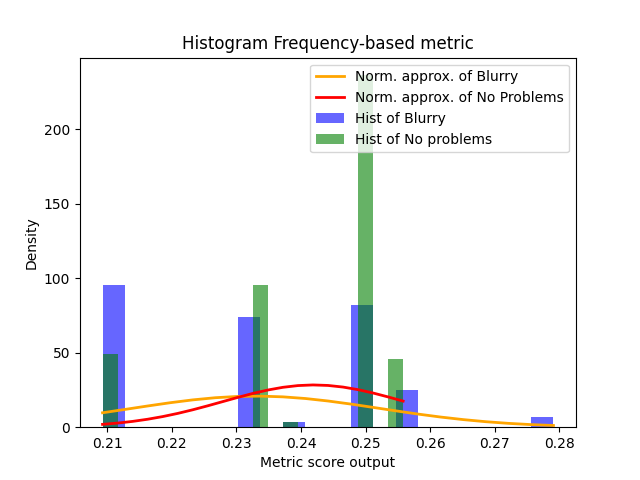 Histogram Frequency-based metric
Norm. approx. of Blurry
Norm. approx. of No Problems
Hist of Blurry
Hist of No problems
200
150
100
50
0
Density
0.21 0.22 0.23 0.24 0.25 0.26 0.27 0.28
Metric score output